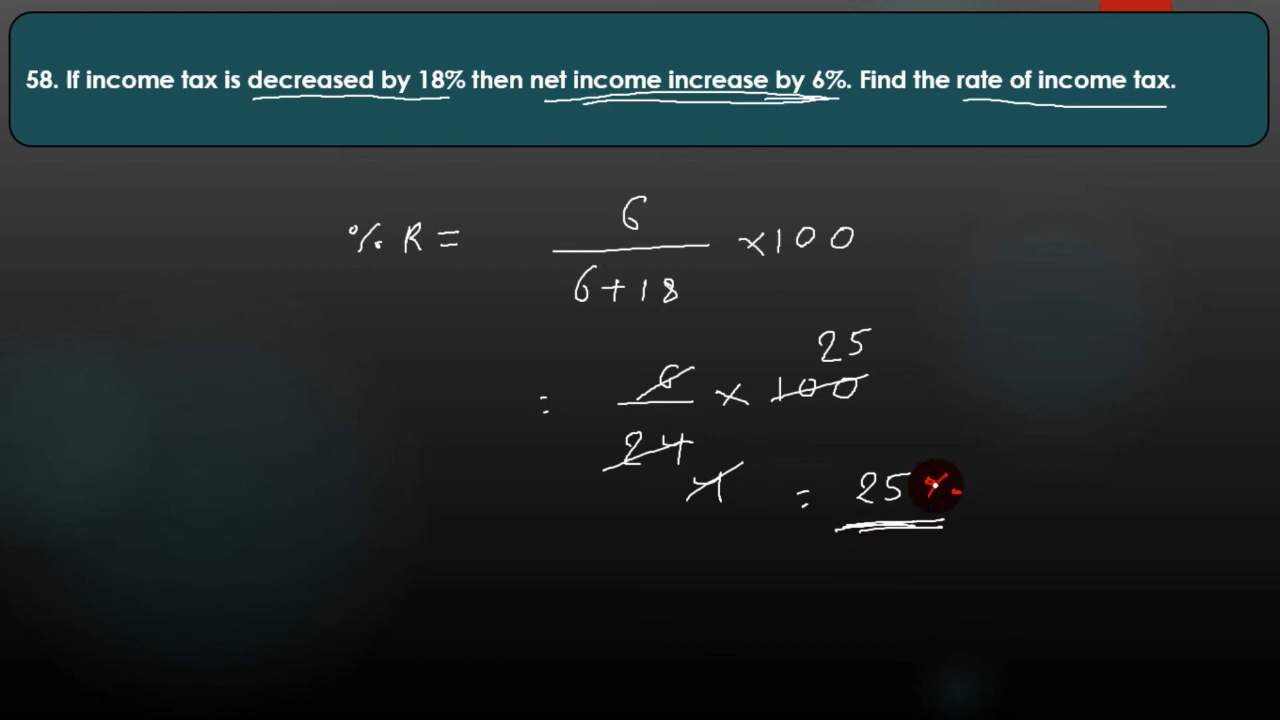 58. If income tax is decreased by 18% then net income increase by 6%. Find the rate of income tax.
% R = 6 / 6+18 ×100
25
= 6 / 24 × 100
4
= 25 %